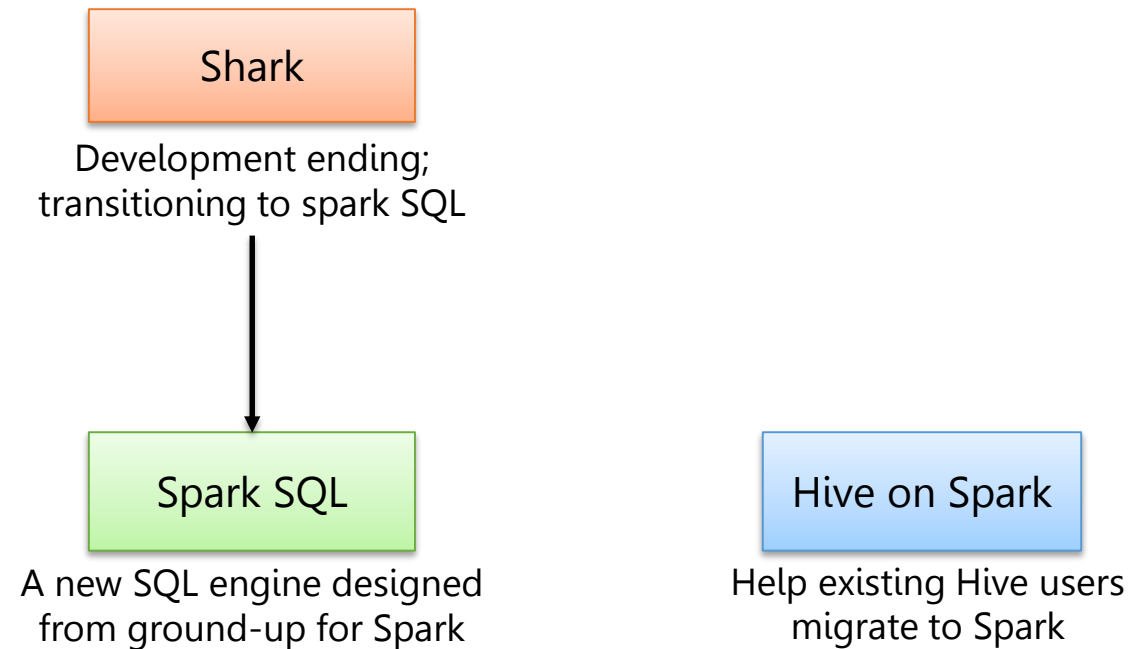 Shark
Development ending;
transitioning to spark SQL
Spark SQL
A new SQL engine designed
from ground-up for Spark
Hive on Spark
Help existing Hive users
migrate to Spark